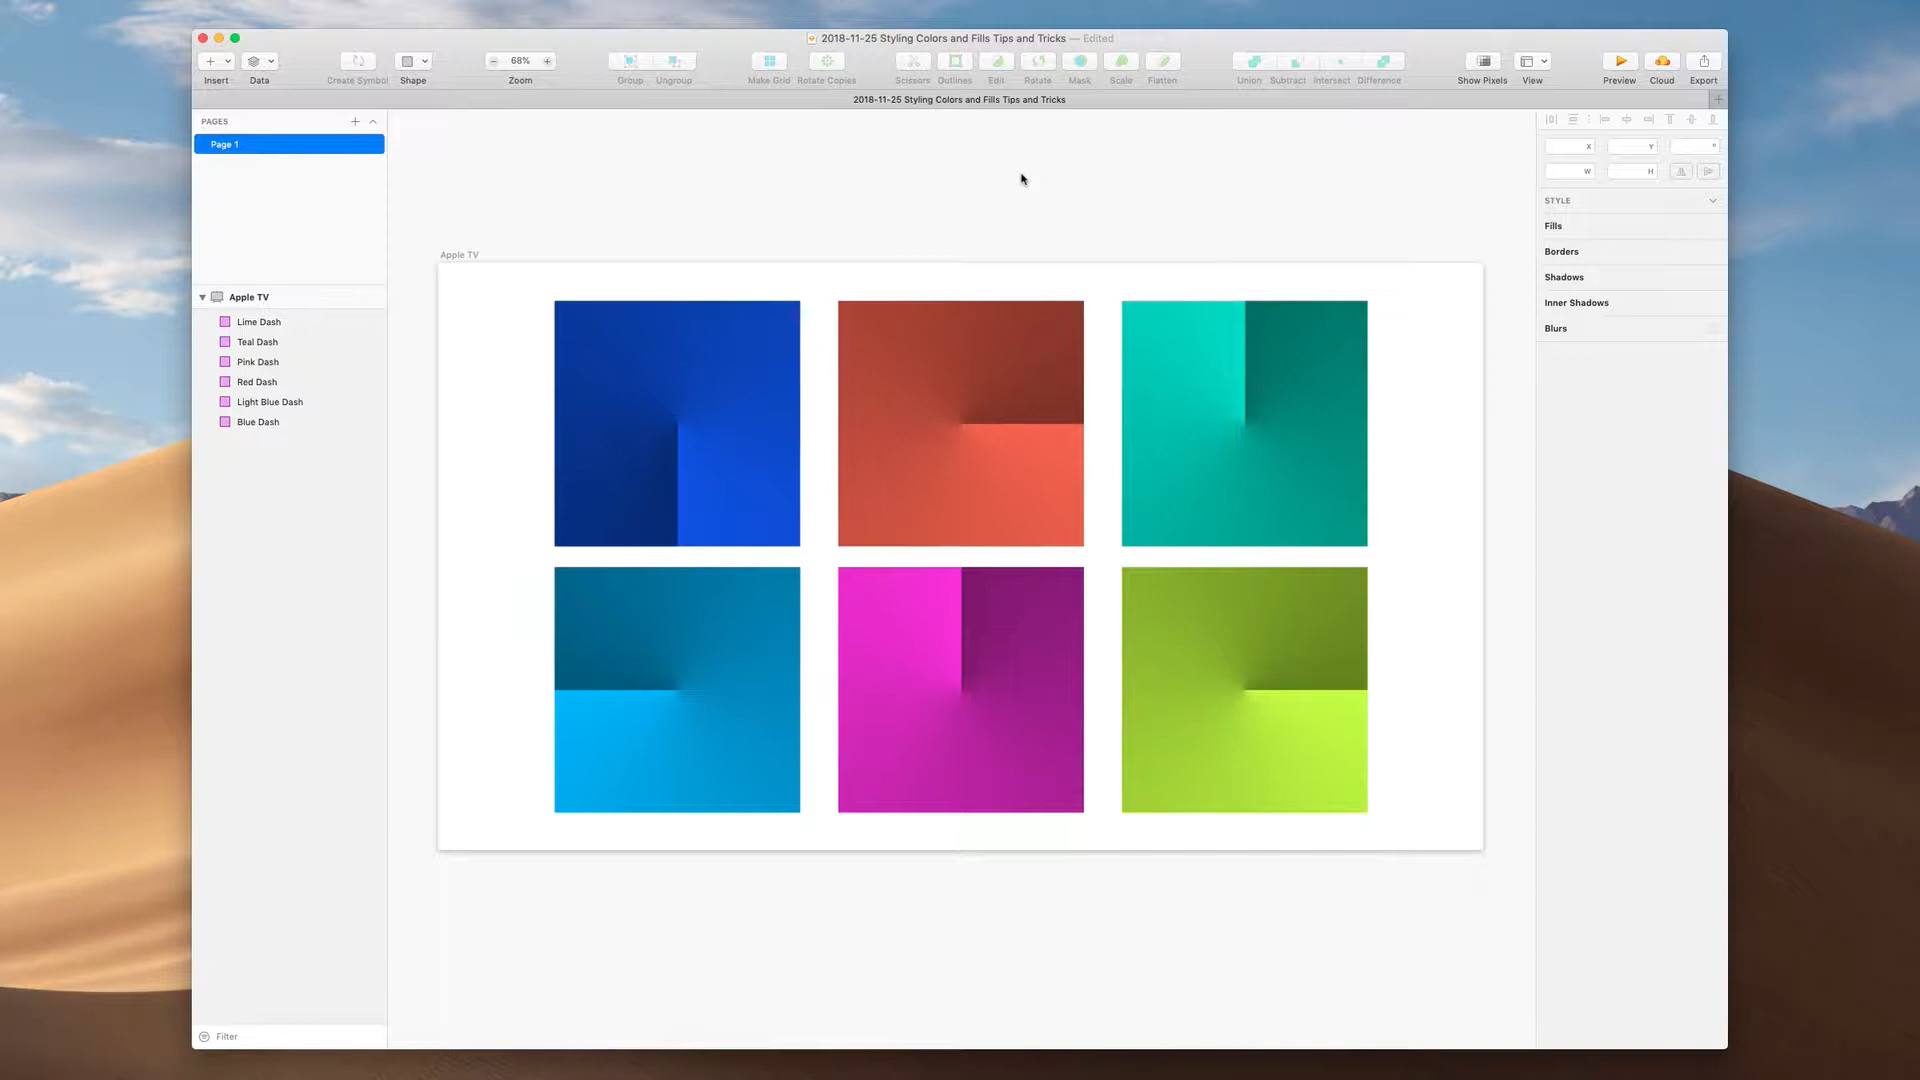 2018-11-25 Styling Colors and Fills Tips and Tricks — Edited
68%
Insert Data Create Symbol Shape Zoom Group Ungroup Make Grid Rotate Copies Scissors Outlines Edit Rotate Mask Scale Flatten Union Subtract Intersect Difference Show Pixels View Preview Cloud Export
2018-11-25 Styling Colors and Fills Tips and Tricks
PAGES
Page 1
X Y °
W H
STYLE
Fills
Borders
Shadows
Inner Shadows
Blurs
Apple TV
Apple TV
Lime Dash
Teal Dash
Pink Dash
Red Dash
Light Blue Dash
Blue Dash
Filter